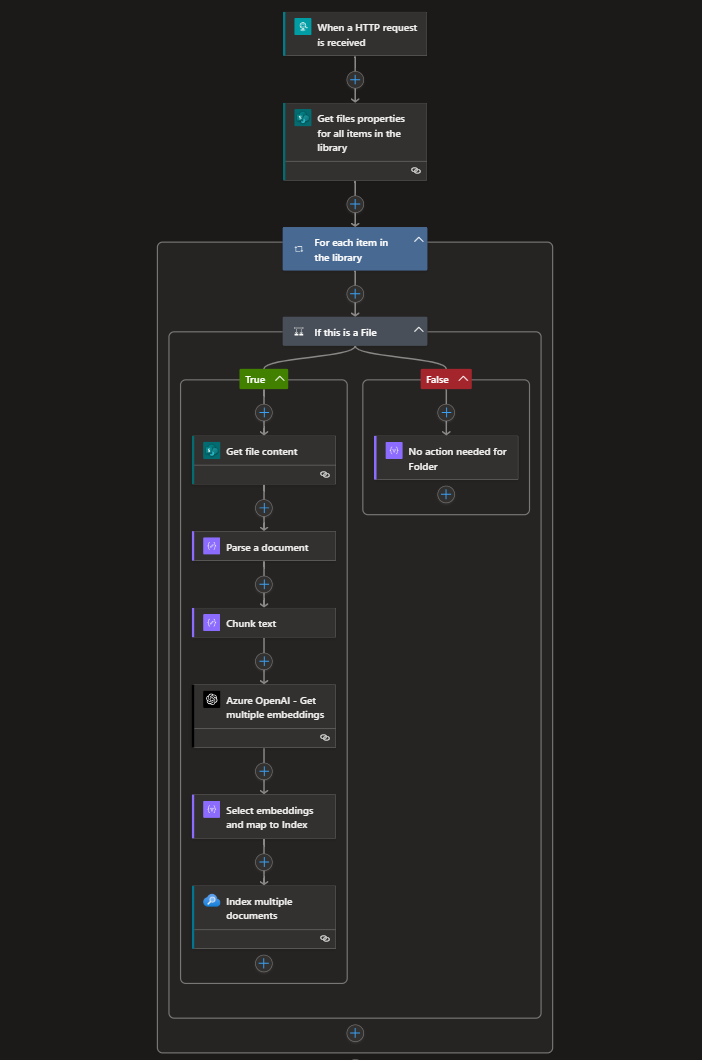 When a HTTP request
is received
Get files properties
for all items in the
library
For each item in
the library
If this is a File
True
Get file content
Parse a document
Chunk text
Azure OpenAI - Get
multiple embeddings
Select embeddings
and map to Index
Index multiple
documents
False
No action needed for
Folder